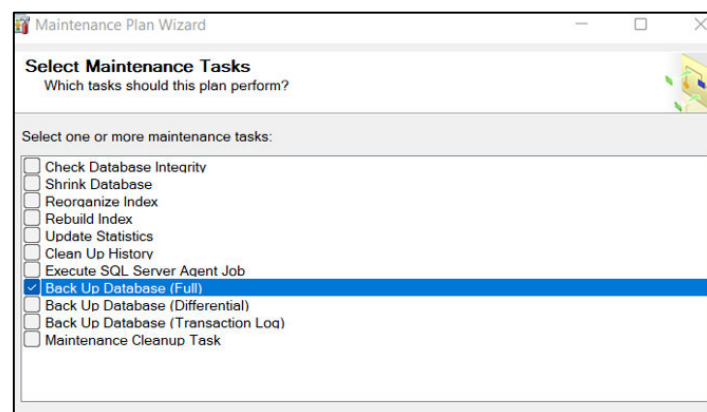 Maintenance Plan Wizard
Select Maintenance Tasks
Which tasks should this plan perform?
Select one or more maintenance tasks:
Check Database Integrity
Shrink Database
Reorganize Index
Rebuild Index
Update Statistics
Clean Up History
Execute SQL Server Agent Job
Back Up Database (Full)
Back Up Database (Differential)
Back Up Database (Transaction Log)
Maintenance Cleanup Task